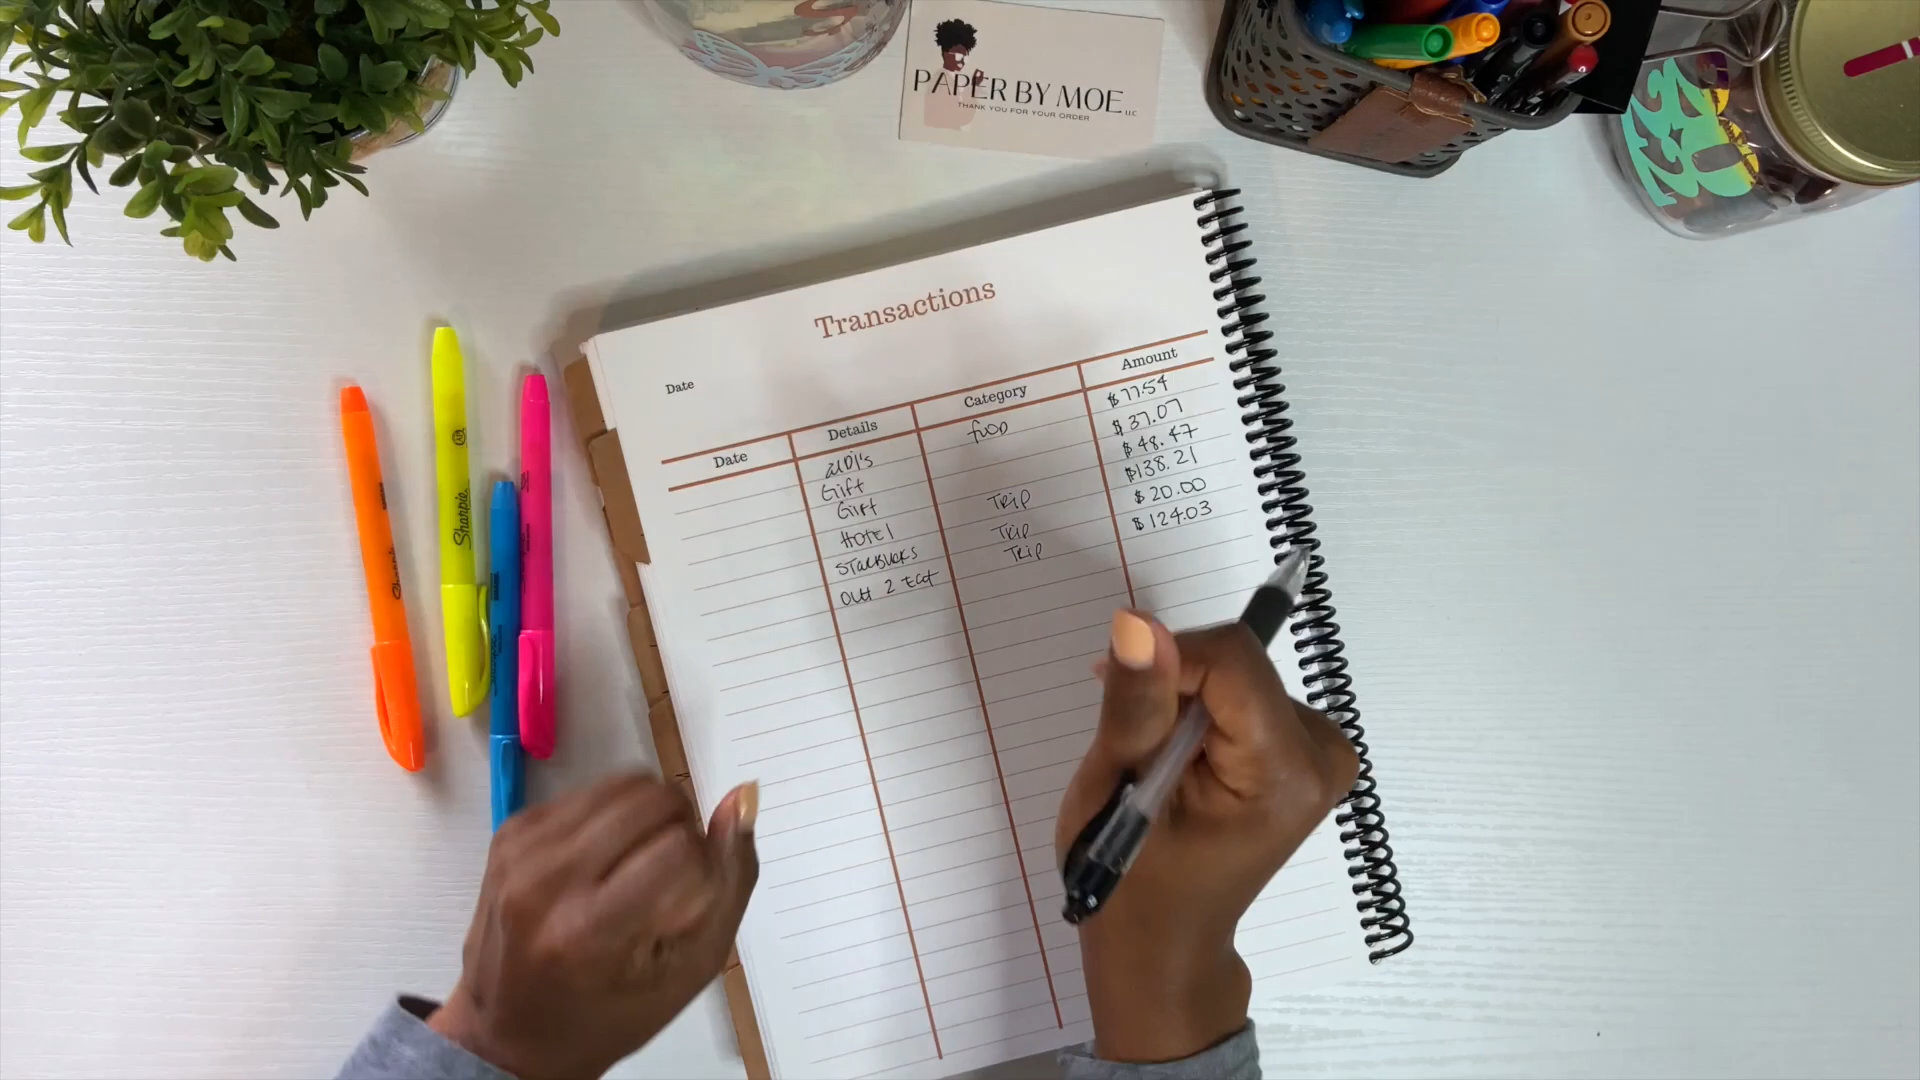 PAPER BY MOE LLC
THANK YOU FOR YOUR ORDER
Transactions
Date
Date Details Category Amount
ALDI's food $77.54
Gift $37.07
Gift $48.47
Hotel Trip $138.21
STARBUCKS Trip $20.00
Out 2 Eat Trip $124.03
Sharpie